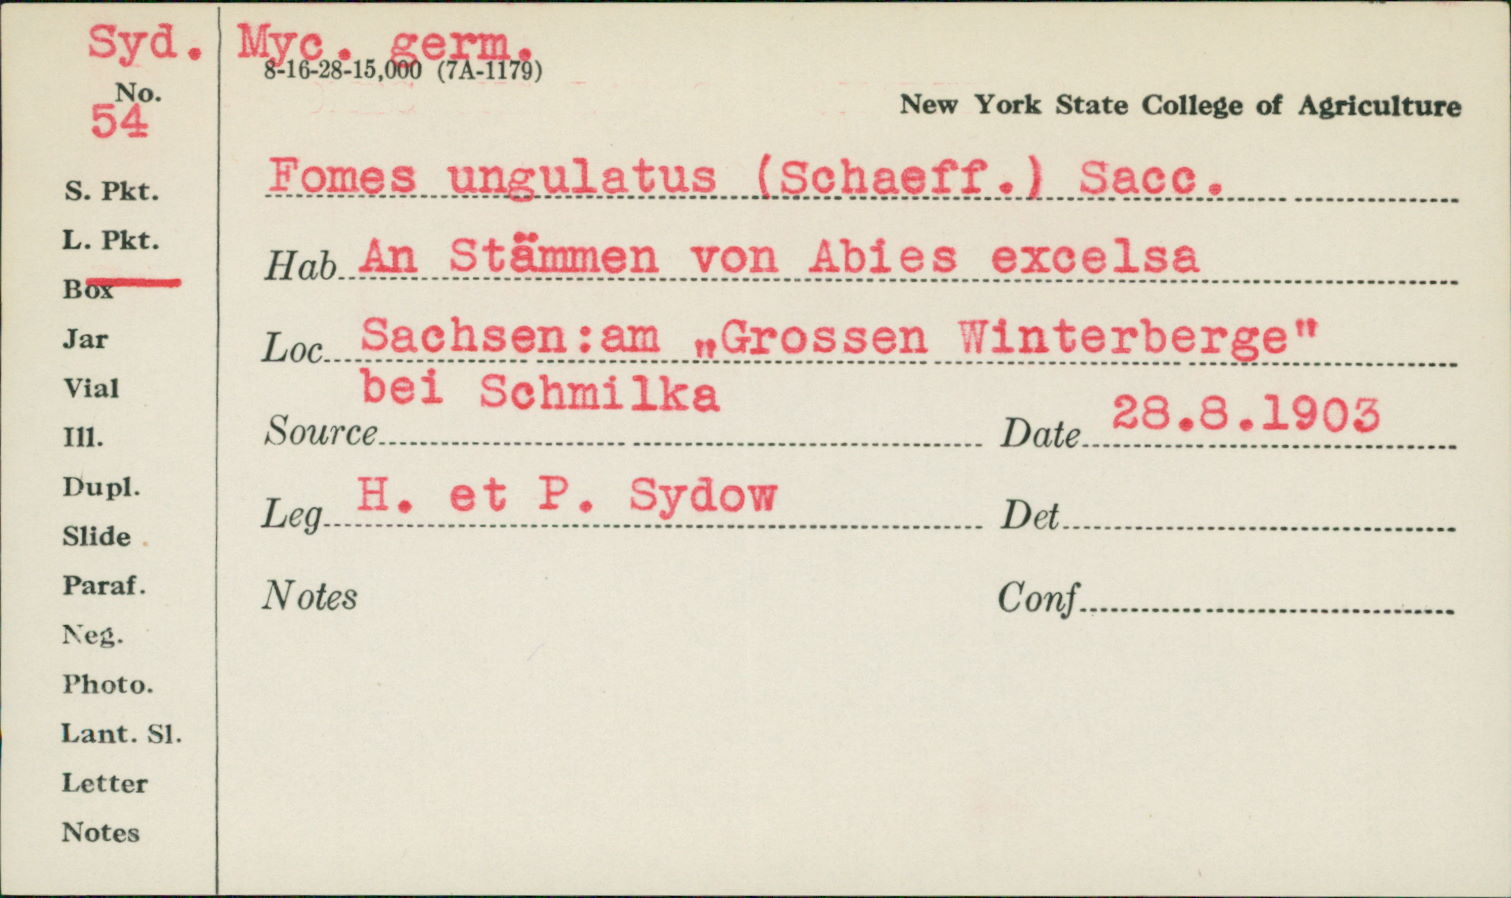 Syd. Myc. germ.
8-16-28-15,000 (7A-1179)
No.
54
New York State College of Agriculture
S. Pkt.
L. Pkt.
Box
Jar
Vial
Ill.
Dupl.
Slide
Paraf.
Neg.
Photo.
Lant. Sl.
Letter
Notes
Fomes ungulatus (Schaeff.) Sacc.
Hab. An Stämmen von Abies excelsa
Loc. Sachsen:am „Grossen Winterberge"
bei Schmilka
Source
Date 28.8.1903
Leg. H. et P. Sydow
Det.
Notes
Conf.